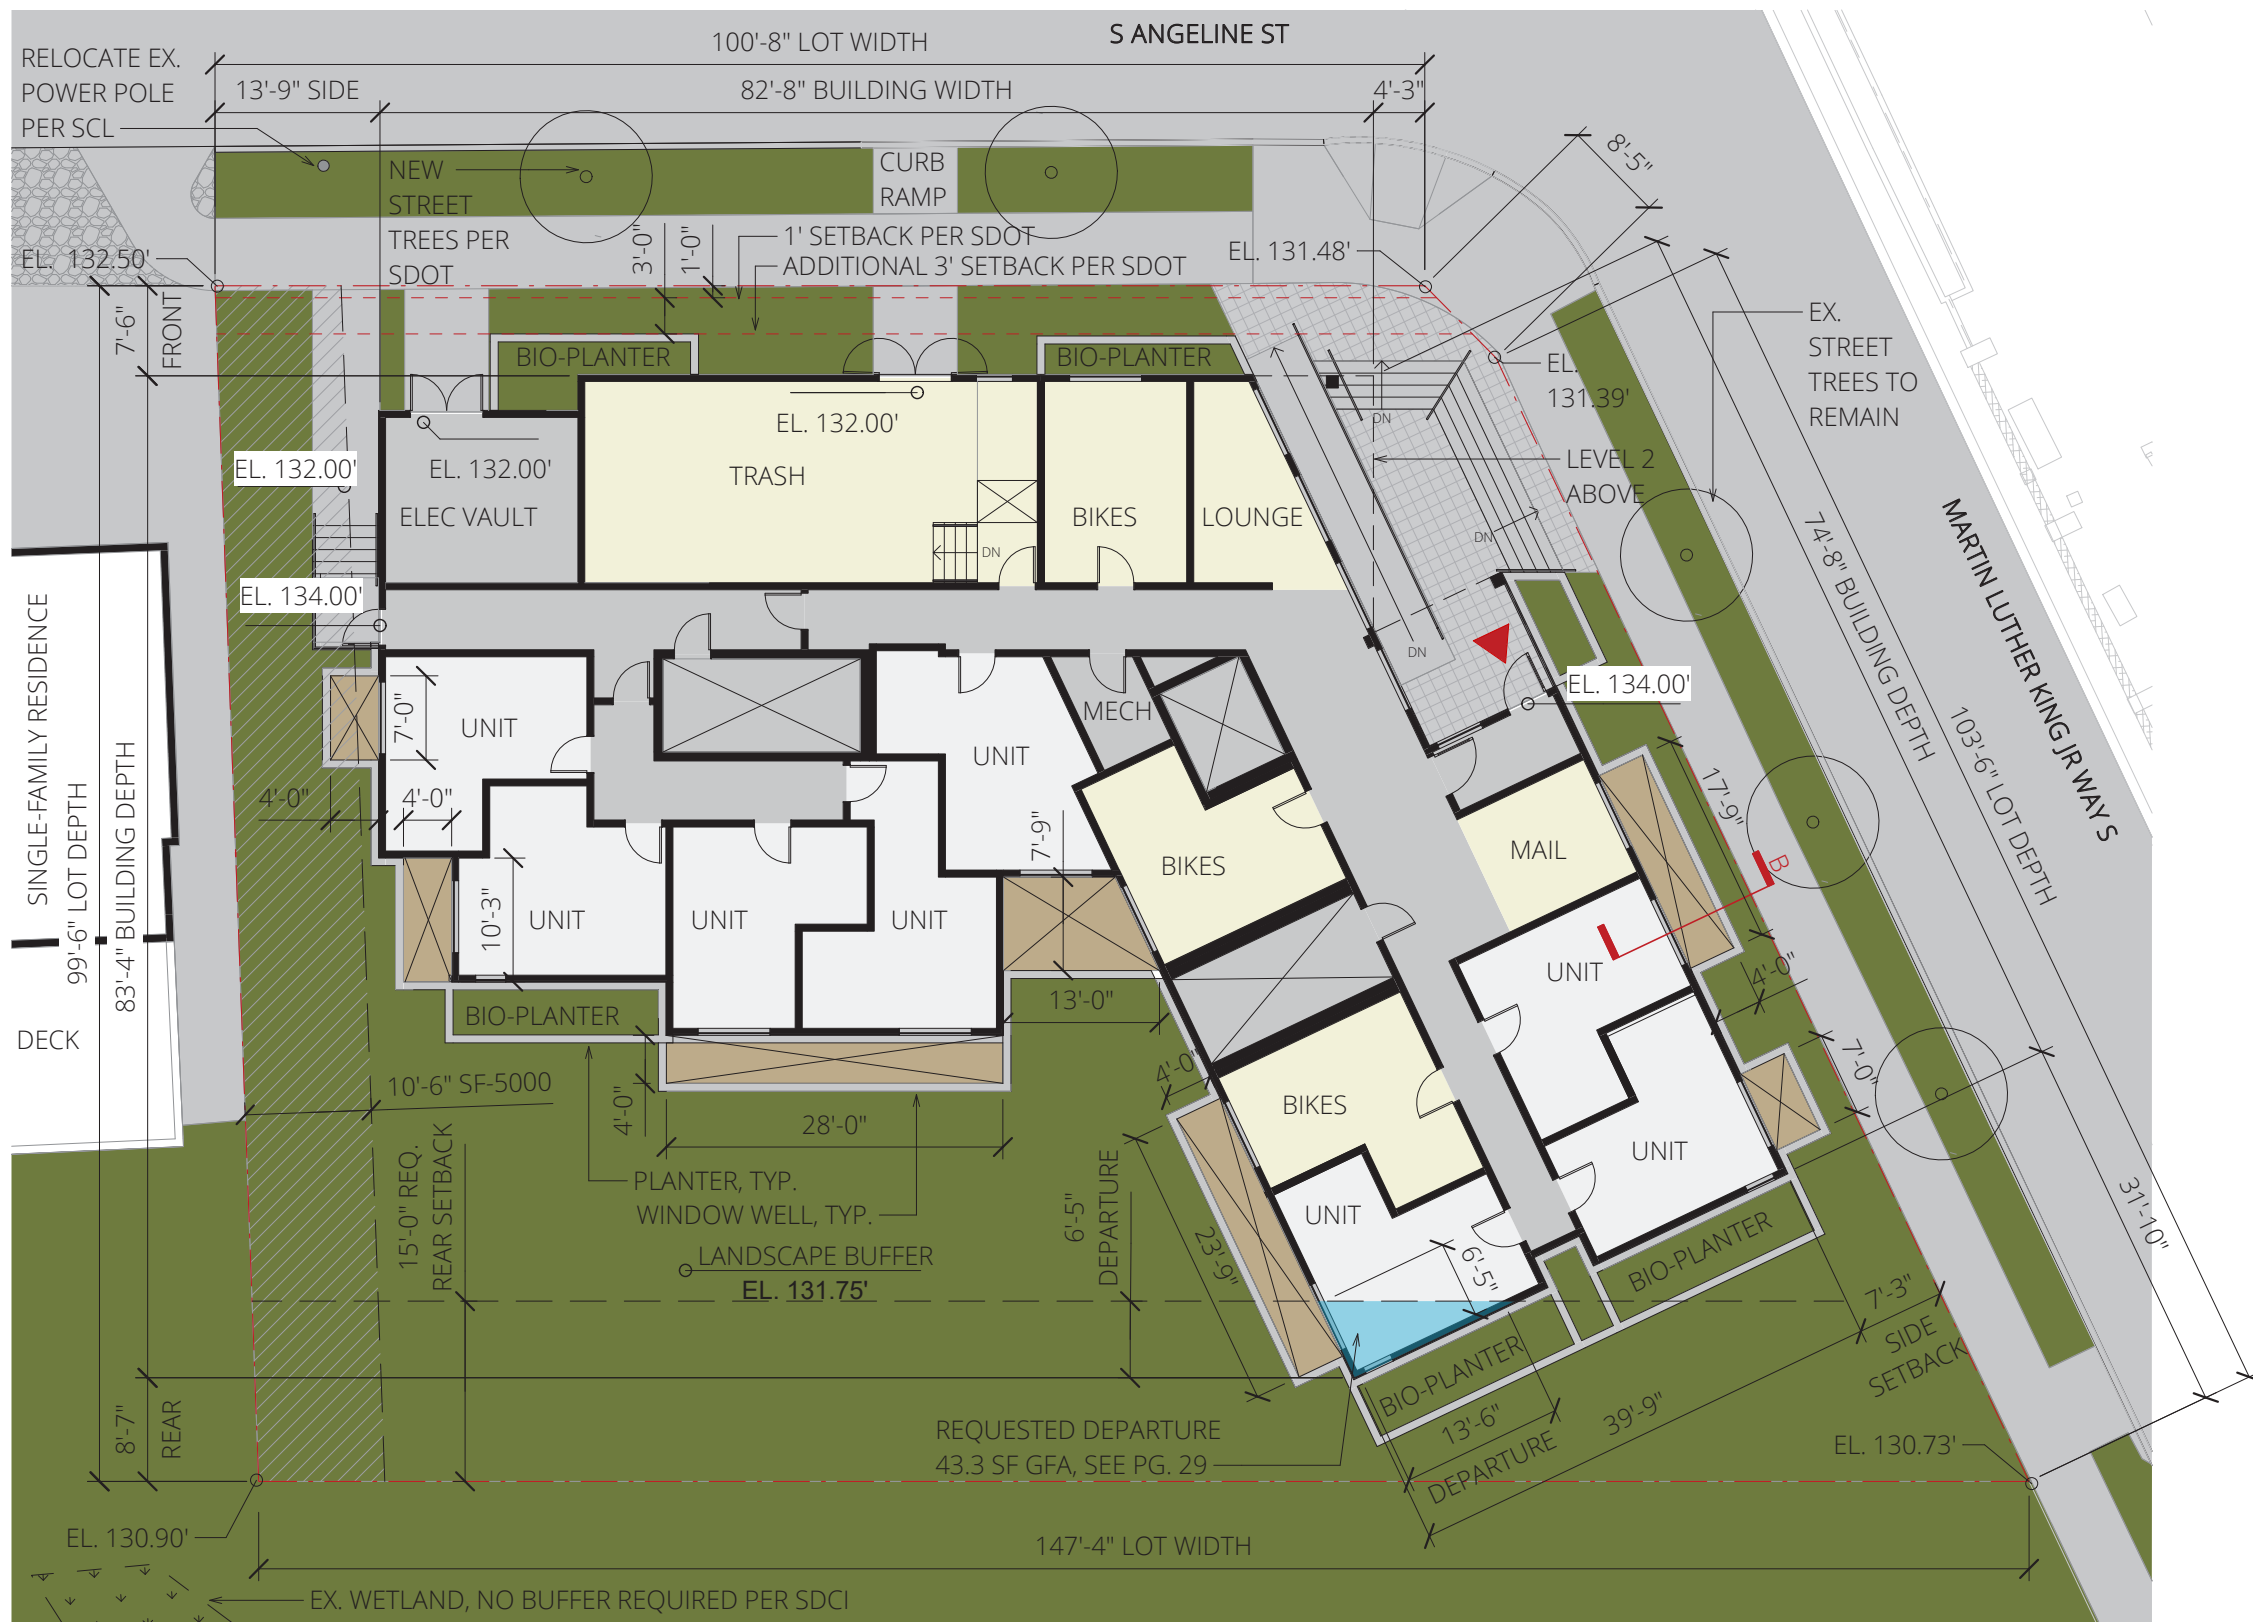 S ANGELINE ST
100'-8" LOT WIDTH
RELOCATE EX.
POWER POLE
PER SCL
13'-9" SIDE
82'-8" BUILDING WIDTH
4'-3"
8'-5"
NEW
STREET
TREES PER
SDOT
CURB
RAMP
3'-0"
1'-0"
1' SETBACK PER SDOT
ADDITIONAL 3' SETBACK PER SDOT
EL. 131.48'
EL. 132.50'
7'-6"
FRONT
EX.
STREET
TREES TO
REMAIN
BIO-PLANTER
BIO-PLANTER
EL.
131.39'
EL. 132.00'
EL. 132.00'
EL. 132.00'
TRASH
ELEC VAULT
BIKES
LOUNGE
DN
DN
DN
DN
LEVEL 2
ABOVE
74'-8" BUILDING DEPTH
103'-6" LOT DEPTH
MARTIN LUTHER KING JR WAY S
EL. 134.00'
EL. 134.00'
SINGLE-FAMILY RESIDENCE
99'-6" LOT DEPTH
83'-4" BUILDING DEPTH
DECK
7'-0"
4'-0"
4'-0"
UNIT
UNIT
MECH
17'-9"
7'-9"
MAIL
BIKES
B
10'-3"
UNIT
UNIT
UNIT
UNIT
4'-0"
13'-0"
BIO-PLANTER
7'-0"
4'-0"
10'-6" SF-5000
4'-0"
28'-0"
BIKES
UNIT
15'-0" REQ.
REAR SETBACK
PLANTER, TYP.
WINDOW WELL, TYP.
6'-5"
DEPARTURE
UNIT
23'-9"
6'-5"
BIO-PLANTER
31'-10"
LANDSCAPE BUFFER
EL. 131.75'
7'-3"
SIDE
SETBACK
BIO-PLANTER
8'-7"
REAR
REQUESTED DEPARTURE
43.3 SF GFA, SEE PG. 29
13'-6"
DEPARTURE
39'-9"
EL. 130.73'
EL. 130.90'
147'-4" LOT WIDTH
EX. WETLAND, NO BUFFER REQUIRED PER SDCI